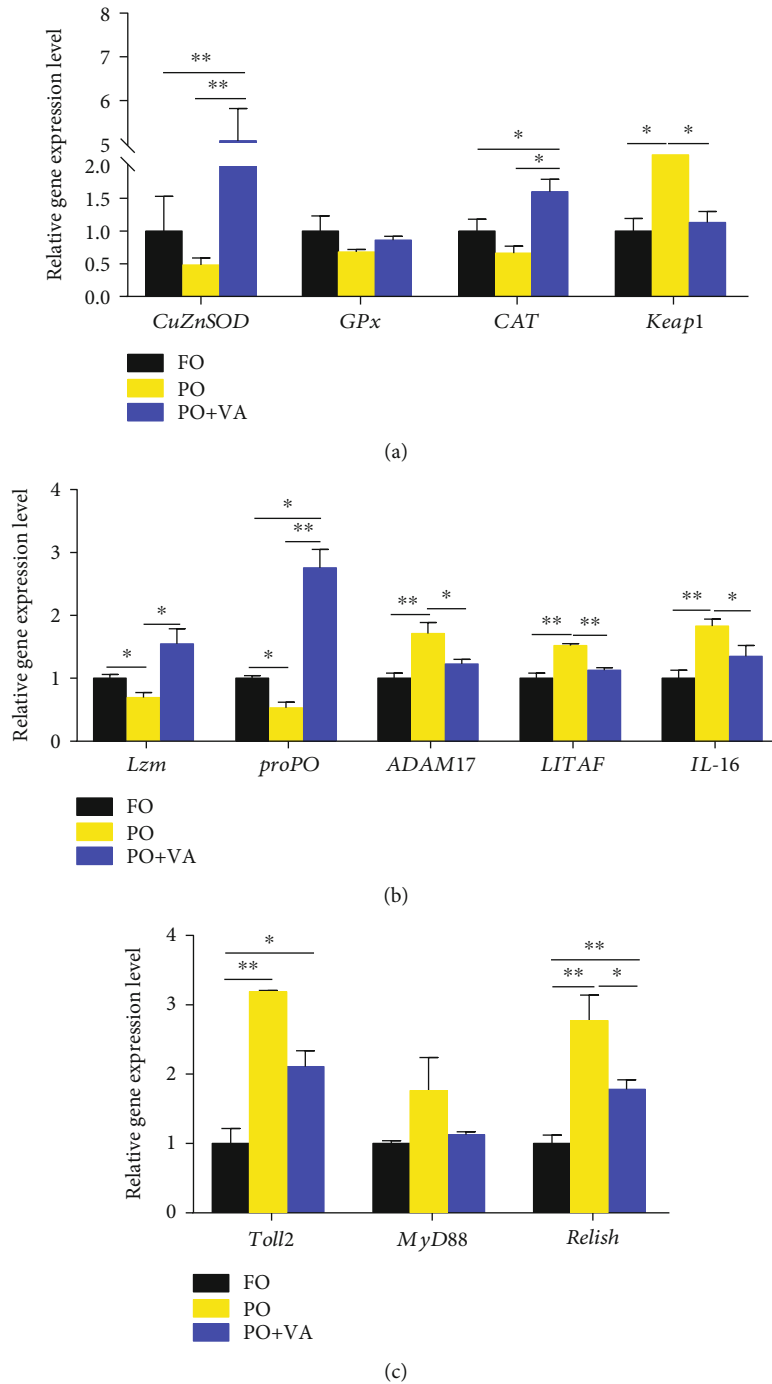 Relative gene expression level
8
7
6
5
2.0
1.5
1.0
0.5
0.0
**
**
*
*
*
*
CuZnSOD
GPx
CAT
Keap1
FO
PO
PO+VA
(a)
Relative gene expression level
4
3
2
1
0
*
*
*
**
*
**
*
**
**
**
*
Lzm
proPO
ADAM17
LITAF
IL-16
FO
PO
PO+VA
(b)
Relative gene expression level
4
3
2
1
0
*
**
**
**
*
Toll2
MyD88
Relish
FO
PO
PO+VA
(c)